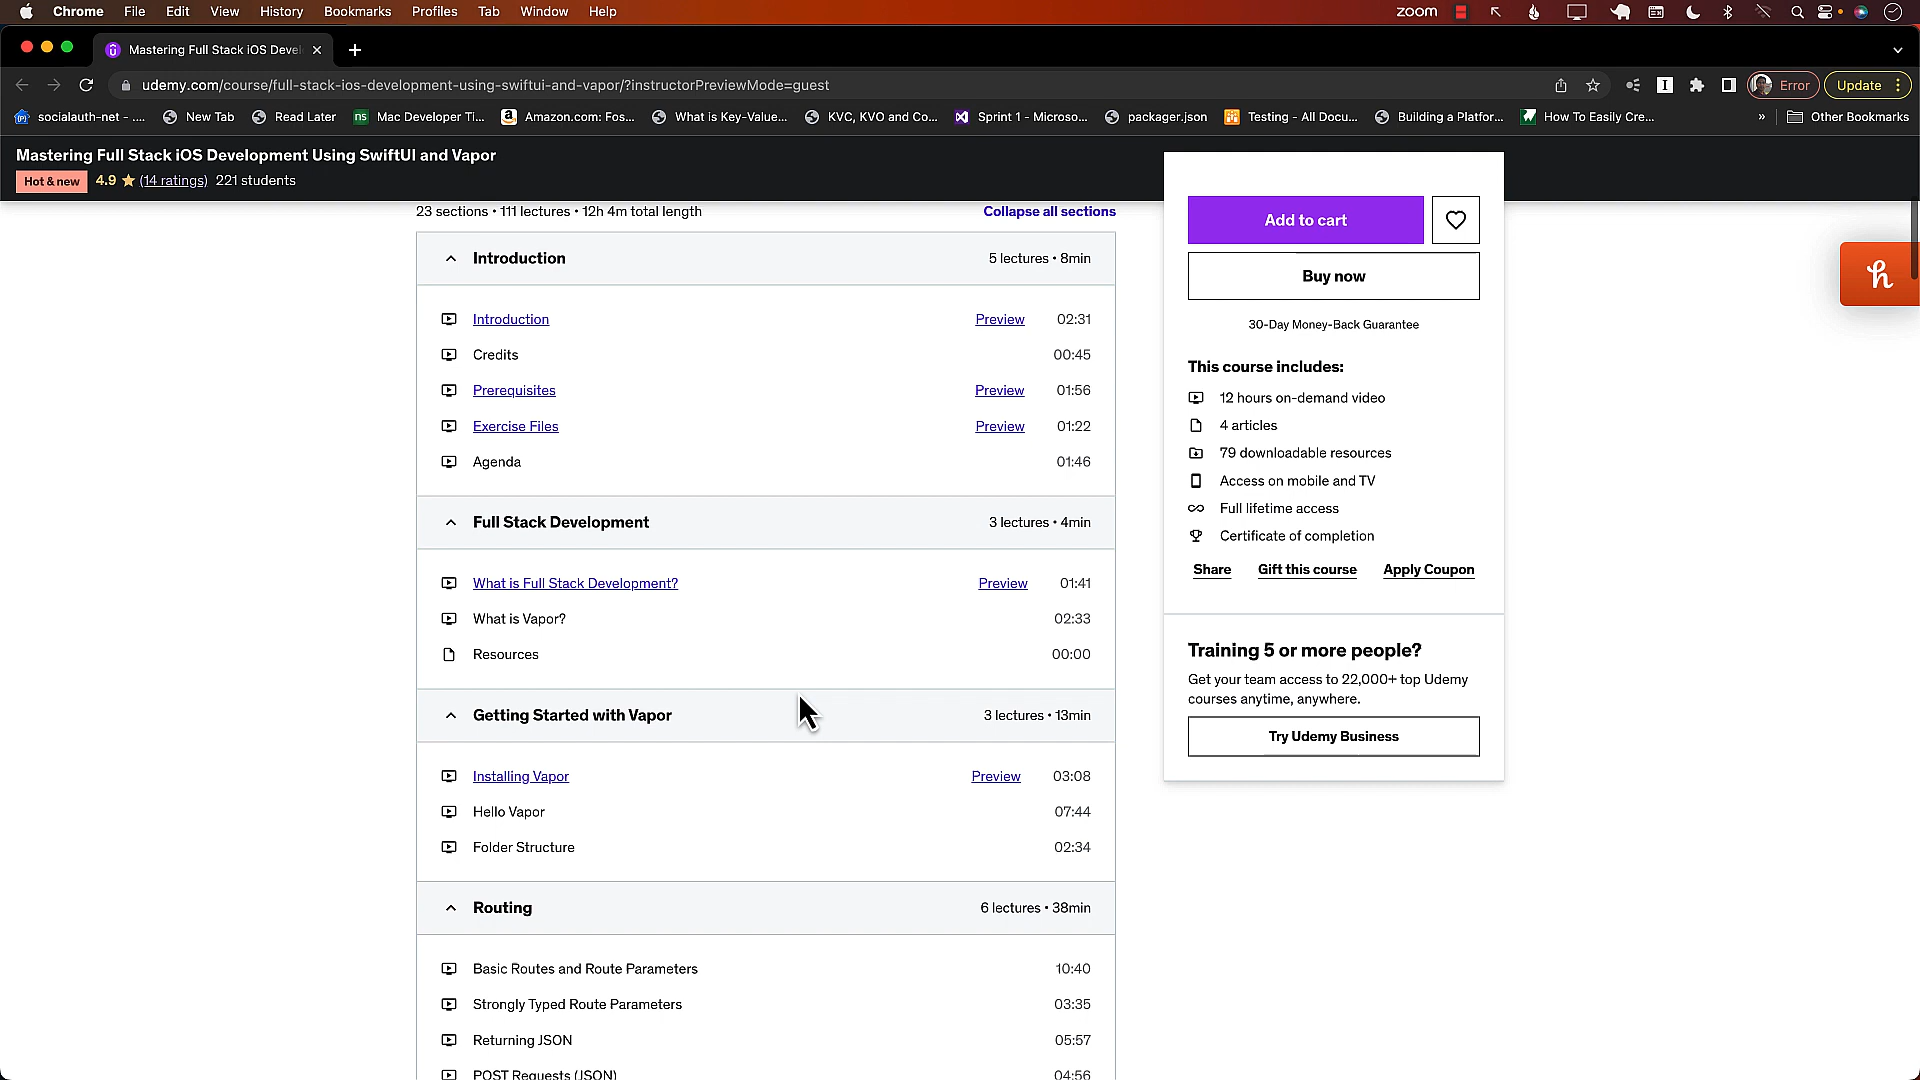 Chrome File Edit View History Bookmarks Profiles Tab Window Help zoom
Mastering Full Stack iOS Devel
udemy.com/course/full-stack-ios-development-using-swiftui-and-vapor/?instructorPreviewMode=guest Error Update
socialauth-net - .... New Tab Read Later ns Mac Developer Ti... Amazon.com: Fos... What is Key-Value... KVC, KVO and Co... Sprint 1 - Microso... packager.json Testing - All Docu... Building a Platfor... How To Easily Cre... » Other Bookmarks
Mastering Full Stack iOS Development Using SwiftUI and Vapor
Hot & new 4.9 (14 ratings) 221 students
23 sections • 111 lectures • 12h 4m total length Collapse all sections
Introduction 5 lectures • 8min
Introduction Preview 02:31
Credits 00:45
Prerequisites Preview 01:56
Exercise Files Preview 01:22
Agenda 01:46
Full Stack Development 3 lectures • 4min
What is Full Stack Development? Preview 01:41
What is Vapor? 02:33
Resources 00:00
Getting Started with Vapor 3 lectures • 13min
Installing Vapor Preview 03:08
Hello Vapor 07:44
Folder Structure 02:34
Routing 6 lectures • 38min
Basic Routes and Route Parameters 10:40
Strongly Typed Route Parameters 03:35
Returning JSON 05:57
POST Requests (JSON) 04:56
Add to cart
Buy now
30-Day Money-Back Guarantee
This course includes:
12 hours on-demand video
4 articles
79 downloadable resources
Access on mobile and TV
Full lifetime access
Certificate of completion
Share Gift this course Apply Coupon
Training 5 or more people?
Get your team access to 22,000+ top Udemy
courses anytime, anywhere.
Try Udemy Business
h